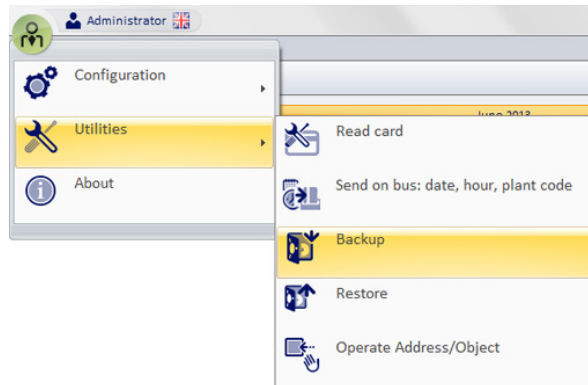 Administrator
Configuration
June 2013
Utilities
Read card
About
Send on bus: date, hour, plant code
Backup
Restore
Operate Address/Object